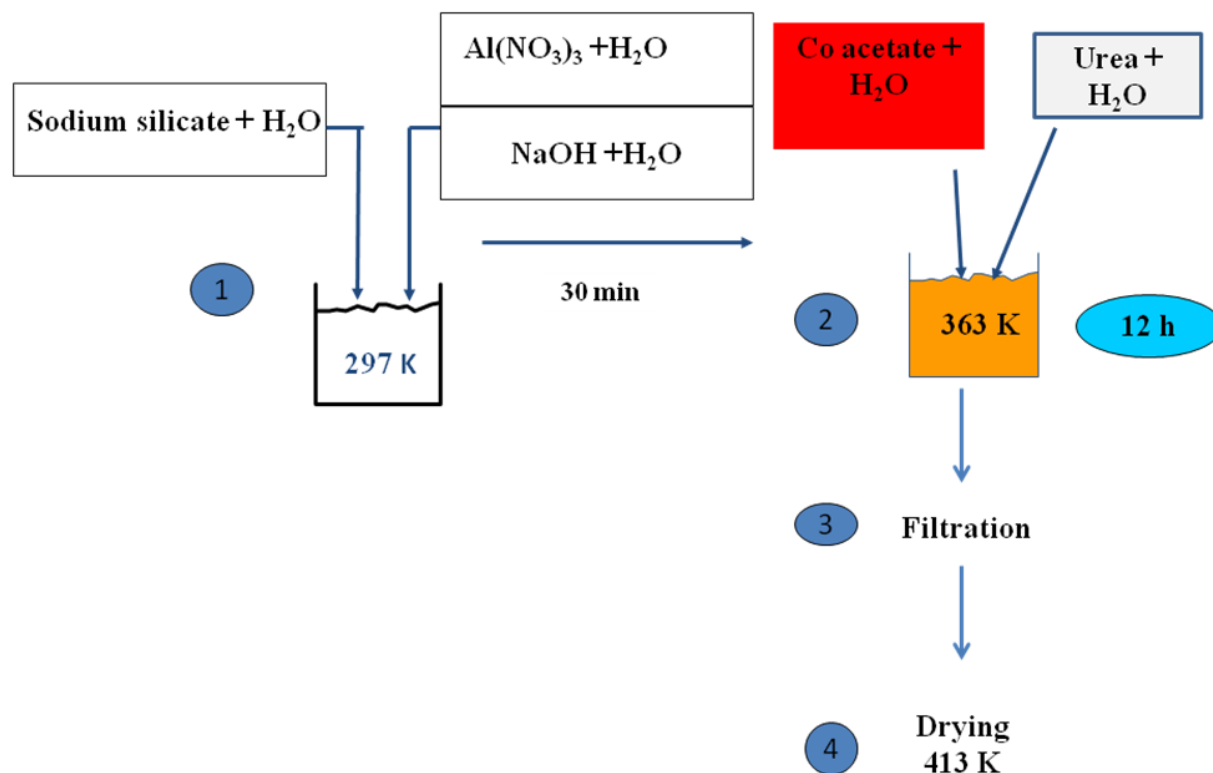 Sodium silicate + H₂O
Al(NO₃)₃ +H₂O
NaOH +H₂O
Co acetate +
H₂O
Urea +
H₂O
1
297 K
30 min
2
363 K
12 h
3
Filtration
4
Drying
413 K